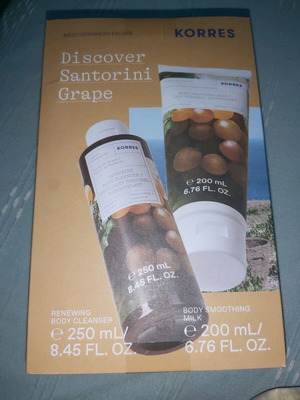 KORRES
Discover
Santorini
Grape
KORRES
KORRES
e 200 mL
6.76 FL. OZ.
e 250 mL
8.45 FL. OZ.
RENEWING
BODY CLEANSER
e 250 mL/
8.45 FL. OZ.
BODY SMOOTHING
MILK
e 200 mL/
6.76 FL. OZ.